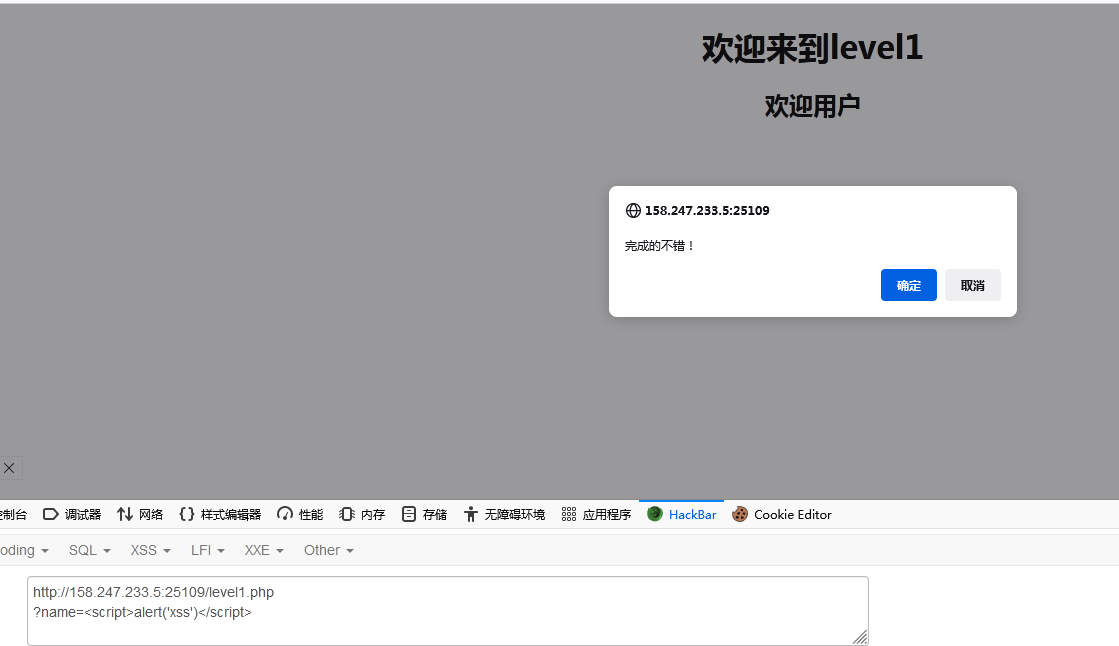 欢迎来到level1
欢迎用户
158.247.233.5:25109
完成的不错！
确定 取消
控制台 调试器 网络 样式编辑器 性能 内存 存储 无障碍环境 应用程序 HackBar Cookie Editor
oding SQL XSS LFI XXE Other
http://158.247.233.5:25109/level1.php
?name=<script>alert('xss')</script>